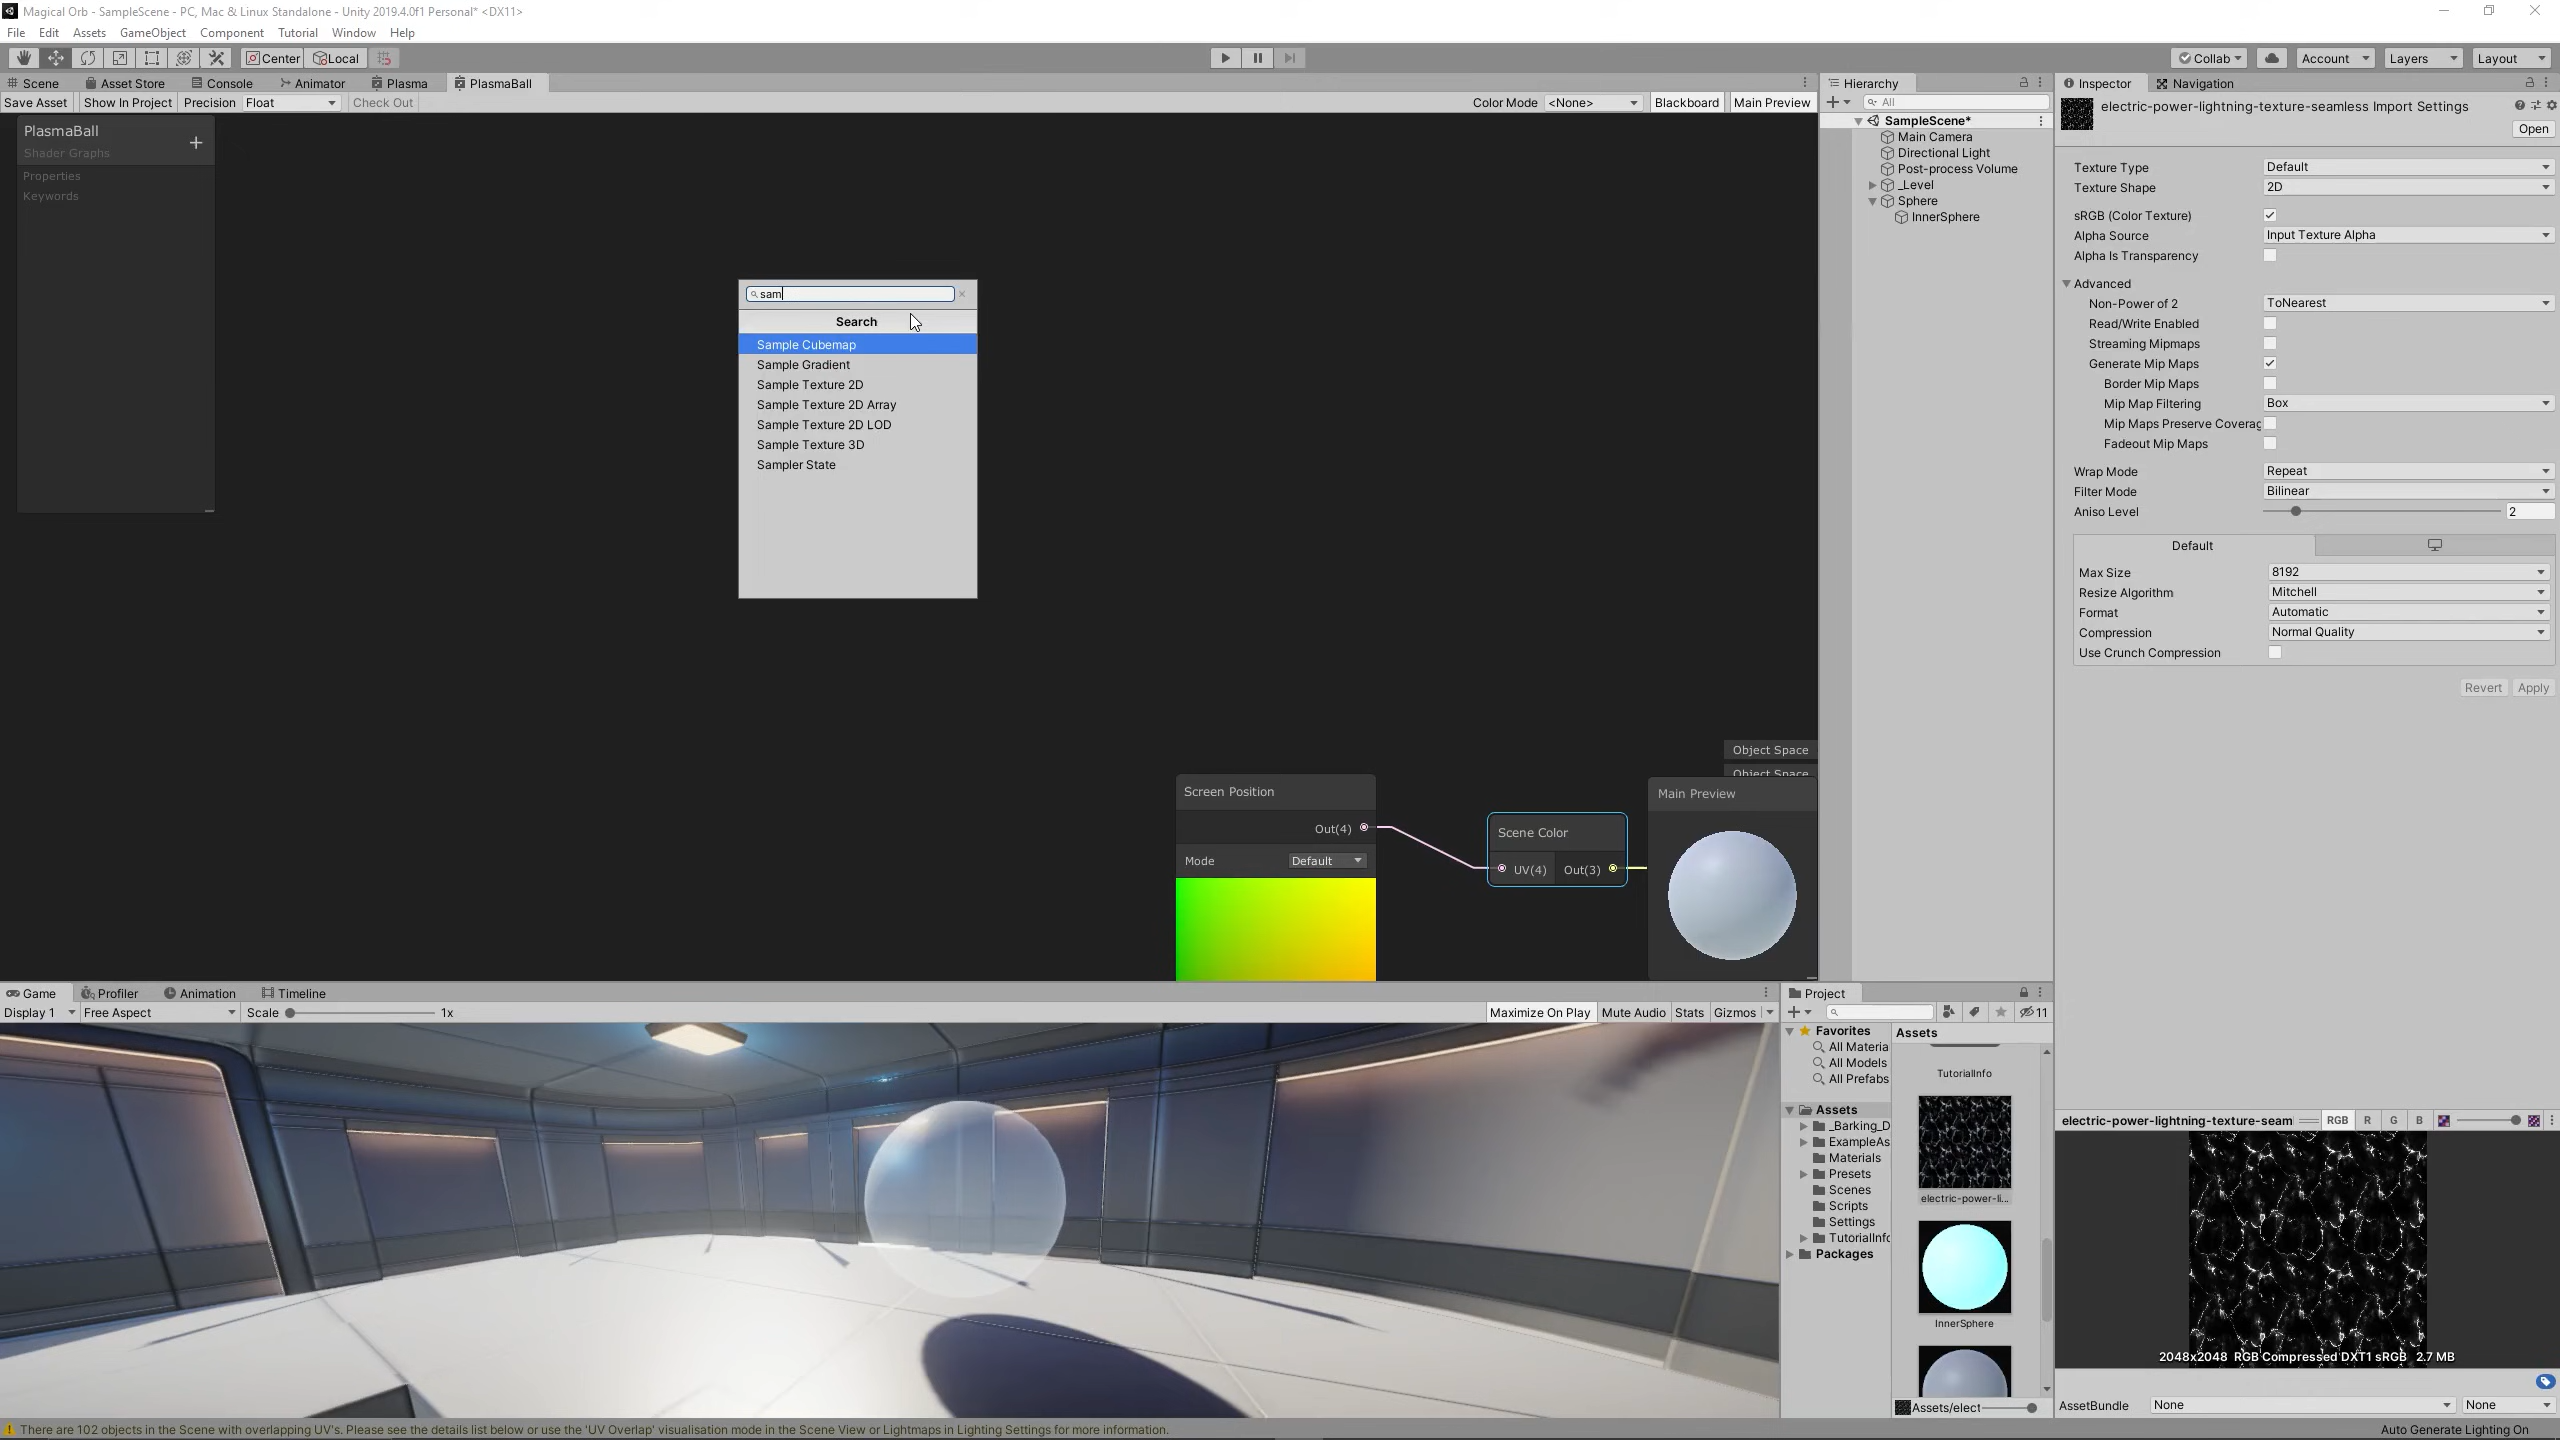 Magical Orb - SampleScene - PC, Mac & Linux Standalone - Unity 2019.4.0f1 Personal* <DX11>
File Edit Assets GameObject Component Tutorial Window Help
Center Local Collab Account Layers Layout
Scene Asset Store Console Animator Plasma PlasmaBall
Save Asset Show In Project Precision Float Check Out Color Mode <None> Blackboard Main Preview
PlasmaBall
Shader Graphs
Properties
Keywords
sam
Search
Sample Cubemap
Sample Gradient
Sample Texture 2D
Sample Texture 2D Array
Sample Texture 2D LOD
Sample Texture 3D
Sampler State
Screen Position
Out(4)
Mode Default
Scene Color
UV(4) Out(3)
Object Space
Object Space
Main Preview
Hierarchy
All
SampleScene*
Main Camera
Directional Light
Post-process Volume
_Level
Sphere
InnerSphere
Inspector Navigation
electric-power-lightning-texture-seamless Import Settings
Open
Texture Type Default
Texture Shape 2D
sRGB (Color Texture)
Alpha Source Input Texture Alpha
Alpha Is Transparency
Advanced
Non-Power of 2 ToNearest
Read/Write Enabled
Streaming Mipmaps
Generate Mip Maps
Border Mip Maps
Mip Map Filtering Box
Mip Maps Preserve Coverag
Fadeout Mip Maps
Wrap Mode Repeat
Filter Mode Bilinear
Aniso Level 2
Default
Max Size 8192
Resize Algorithm Mitchell
Format Automatic
Compression Normal Quality
Use Crunch Compression
Revert Apply
Game Profiler Animation Timeline
Display 1 Free Aspect Scale 1x Maximize On Play Mute Audio Stats Gizmos
Project
11
Favorites
All Materia
All Models
All Prefabs
Assets
_Barking_D
ExampleAs
Materials
Presets
Scenes
Scripts
Settings
TutorialInfo
Packages
Assets
TutorialInfo
electric-power-li...
InnerSphere
Assets/elect
electric-power-lightning-texture-seam RGB R G B
2048x2048 RGB Compressed DXT1 sRGB 2.7 MB
AssetBundle None None
There are 102 objects in the Scene with overlapping UV's. Please see the details list below or use the 'UV Overlap' visualisation mode in the Scene View or Lightmaps in Lighting Settings for more information.
Auto Generate Lighting On